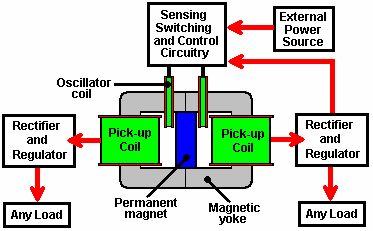 Sensing
Switching
and Control
Circuitry
External
Power
Source
Oscillator
coil
Rectifier
and
Regulator
Pick-up
Coil
Pick-up
Coil
Rectifier
and
Regulator
Any Load
Permanent
magnet
Magnetic
yoke
Any Load